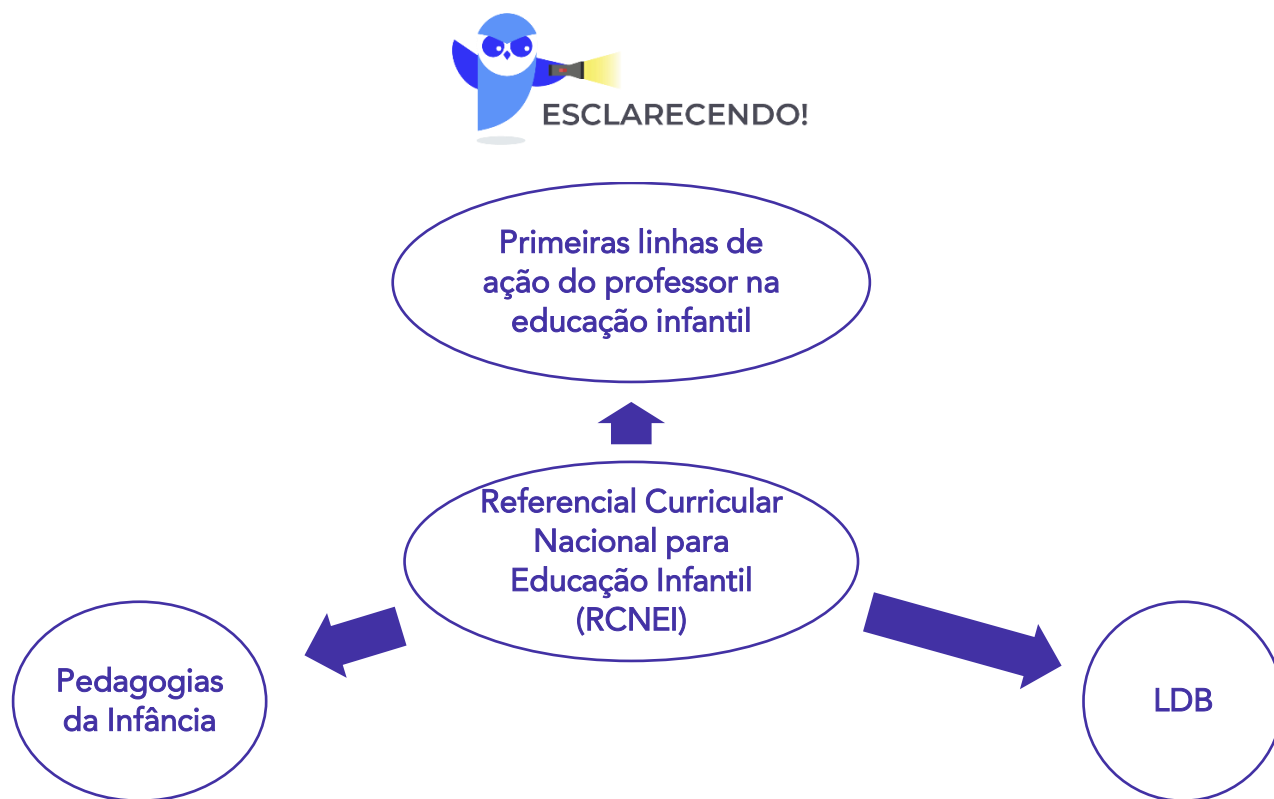 ESCLARECENDO!
Primeiras linhas de
ação do professor na
educação infantil
Referencial Curricular
Nacional para
Educação Infantil
(RCNEI)
Pedagogias
da Infância
LDB